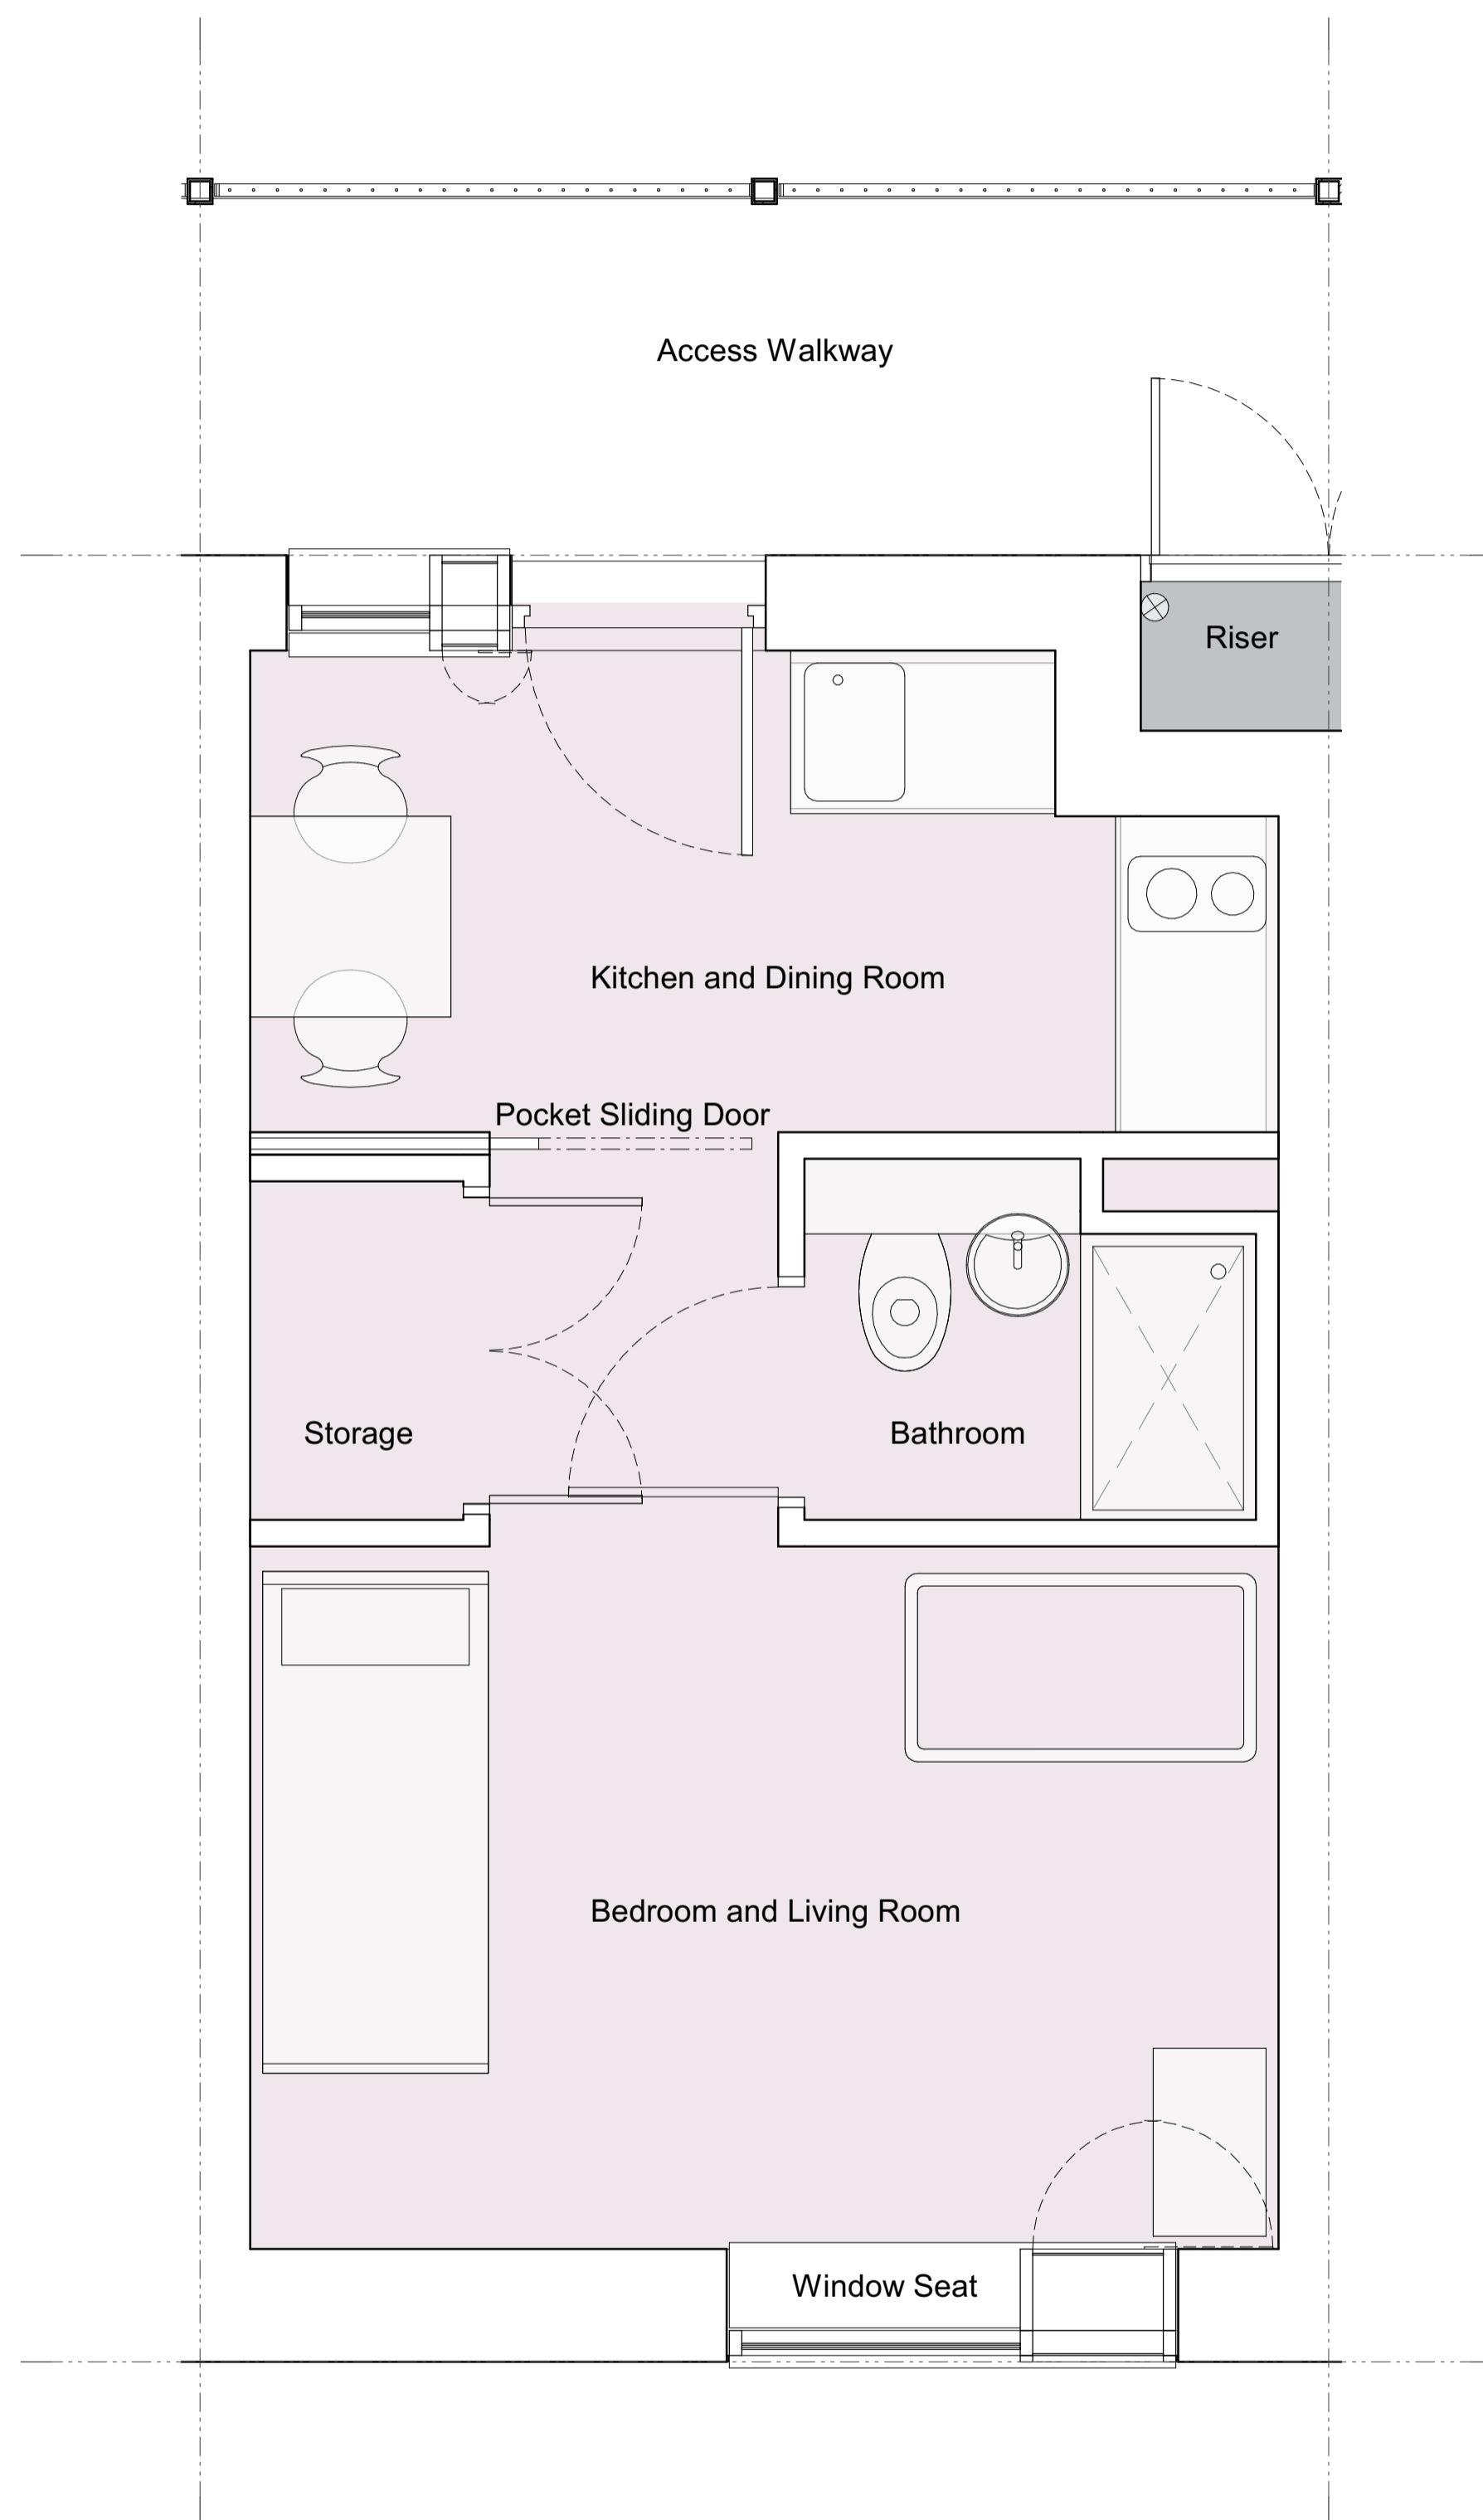 Access Walkway
Riser
Kitchen and Dining Room
Pocket Sliding Door
Storage
Bathroom
Bedroom and Living Room
Window Seat